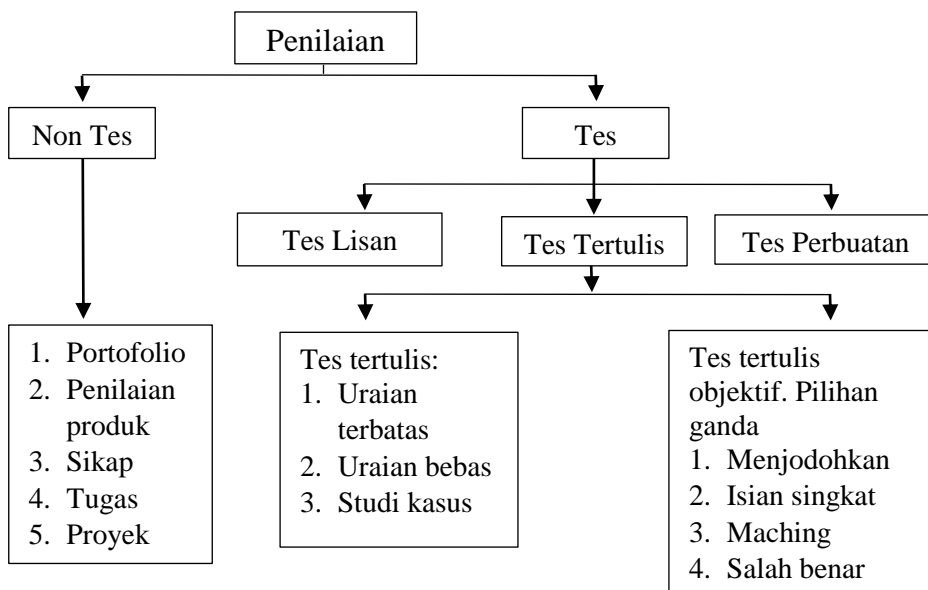 Penilaian
Non Tes
Tes
Tes Lisan
Tes Tertulis
Tes Perbuatan
1. Portofolio
2. Penilaian
produk
3. Sikap
4. Tugas
5. Proyek
Tes tertulis:
1. Uraian
terbatas
2. Uraian bebas
3. Studi kasus
Tes tertulis
objektif. Pilihan
ganda
1. Menjodohkan
2. Isian singkat
3. Maching
4. Salah benar